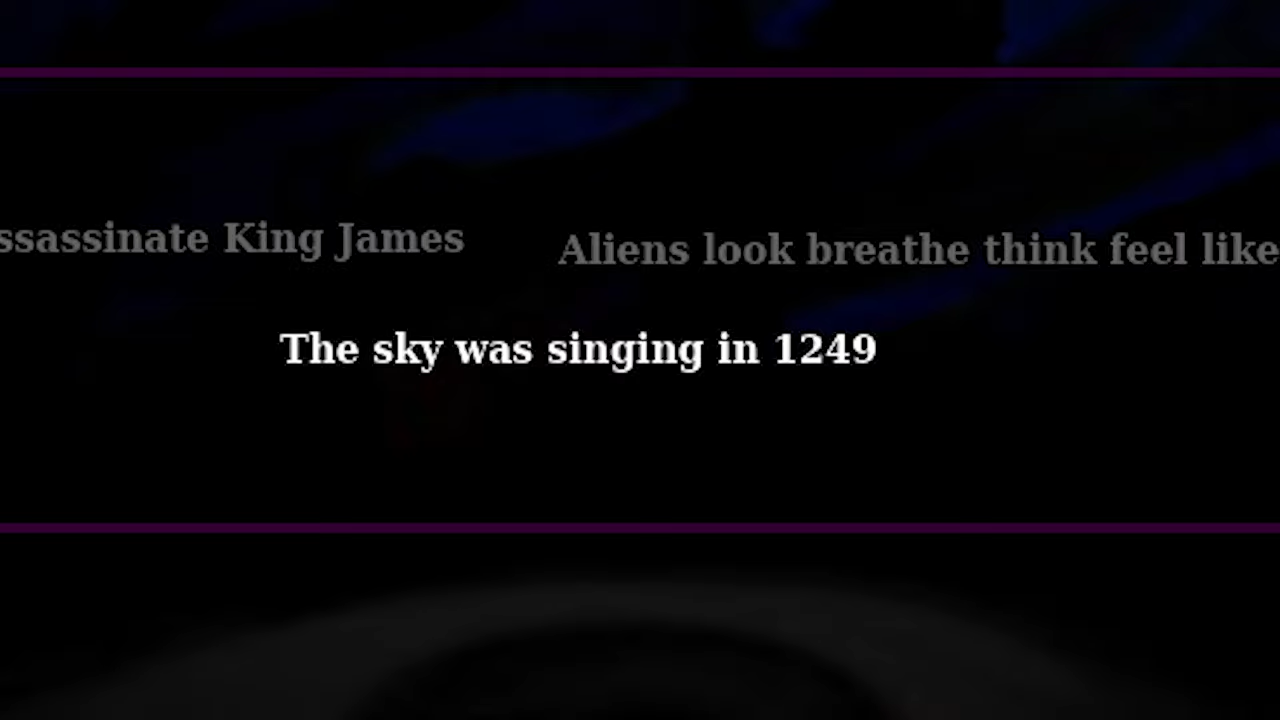 ssassinate King James
Aliens look breathe think feel like
The sky was singing in 1249